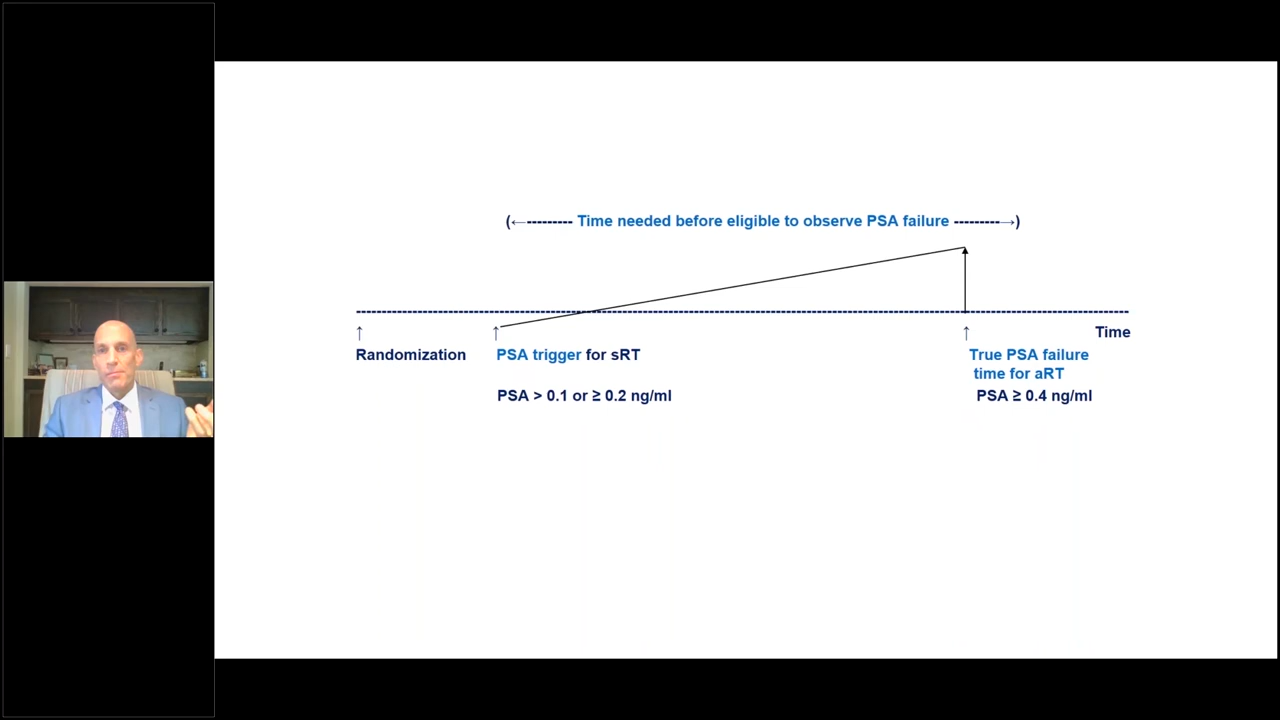 (←--------- Time needed before eligible to observe PSA failure ---------→)
↑ ↑ ↑ Time
Randomization PSA trigger for sRT True PSA failure
time for aRT
PSA > 0.1 or ≥ 0.2 ng/ml PSA ≥ 0.4 ng/ml